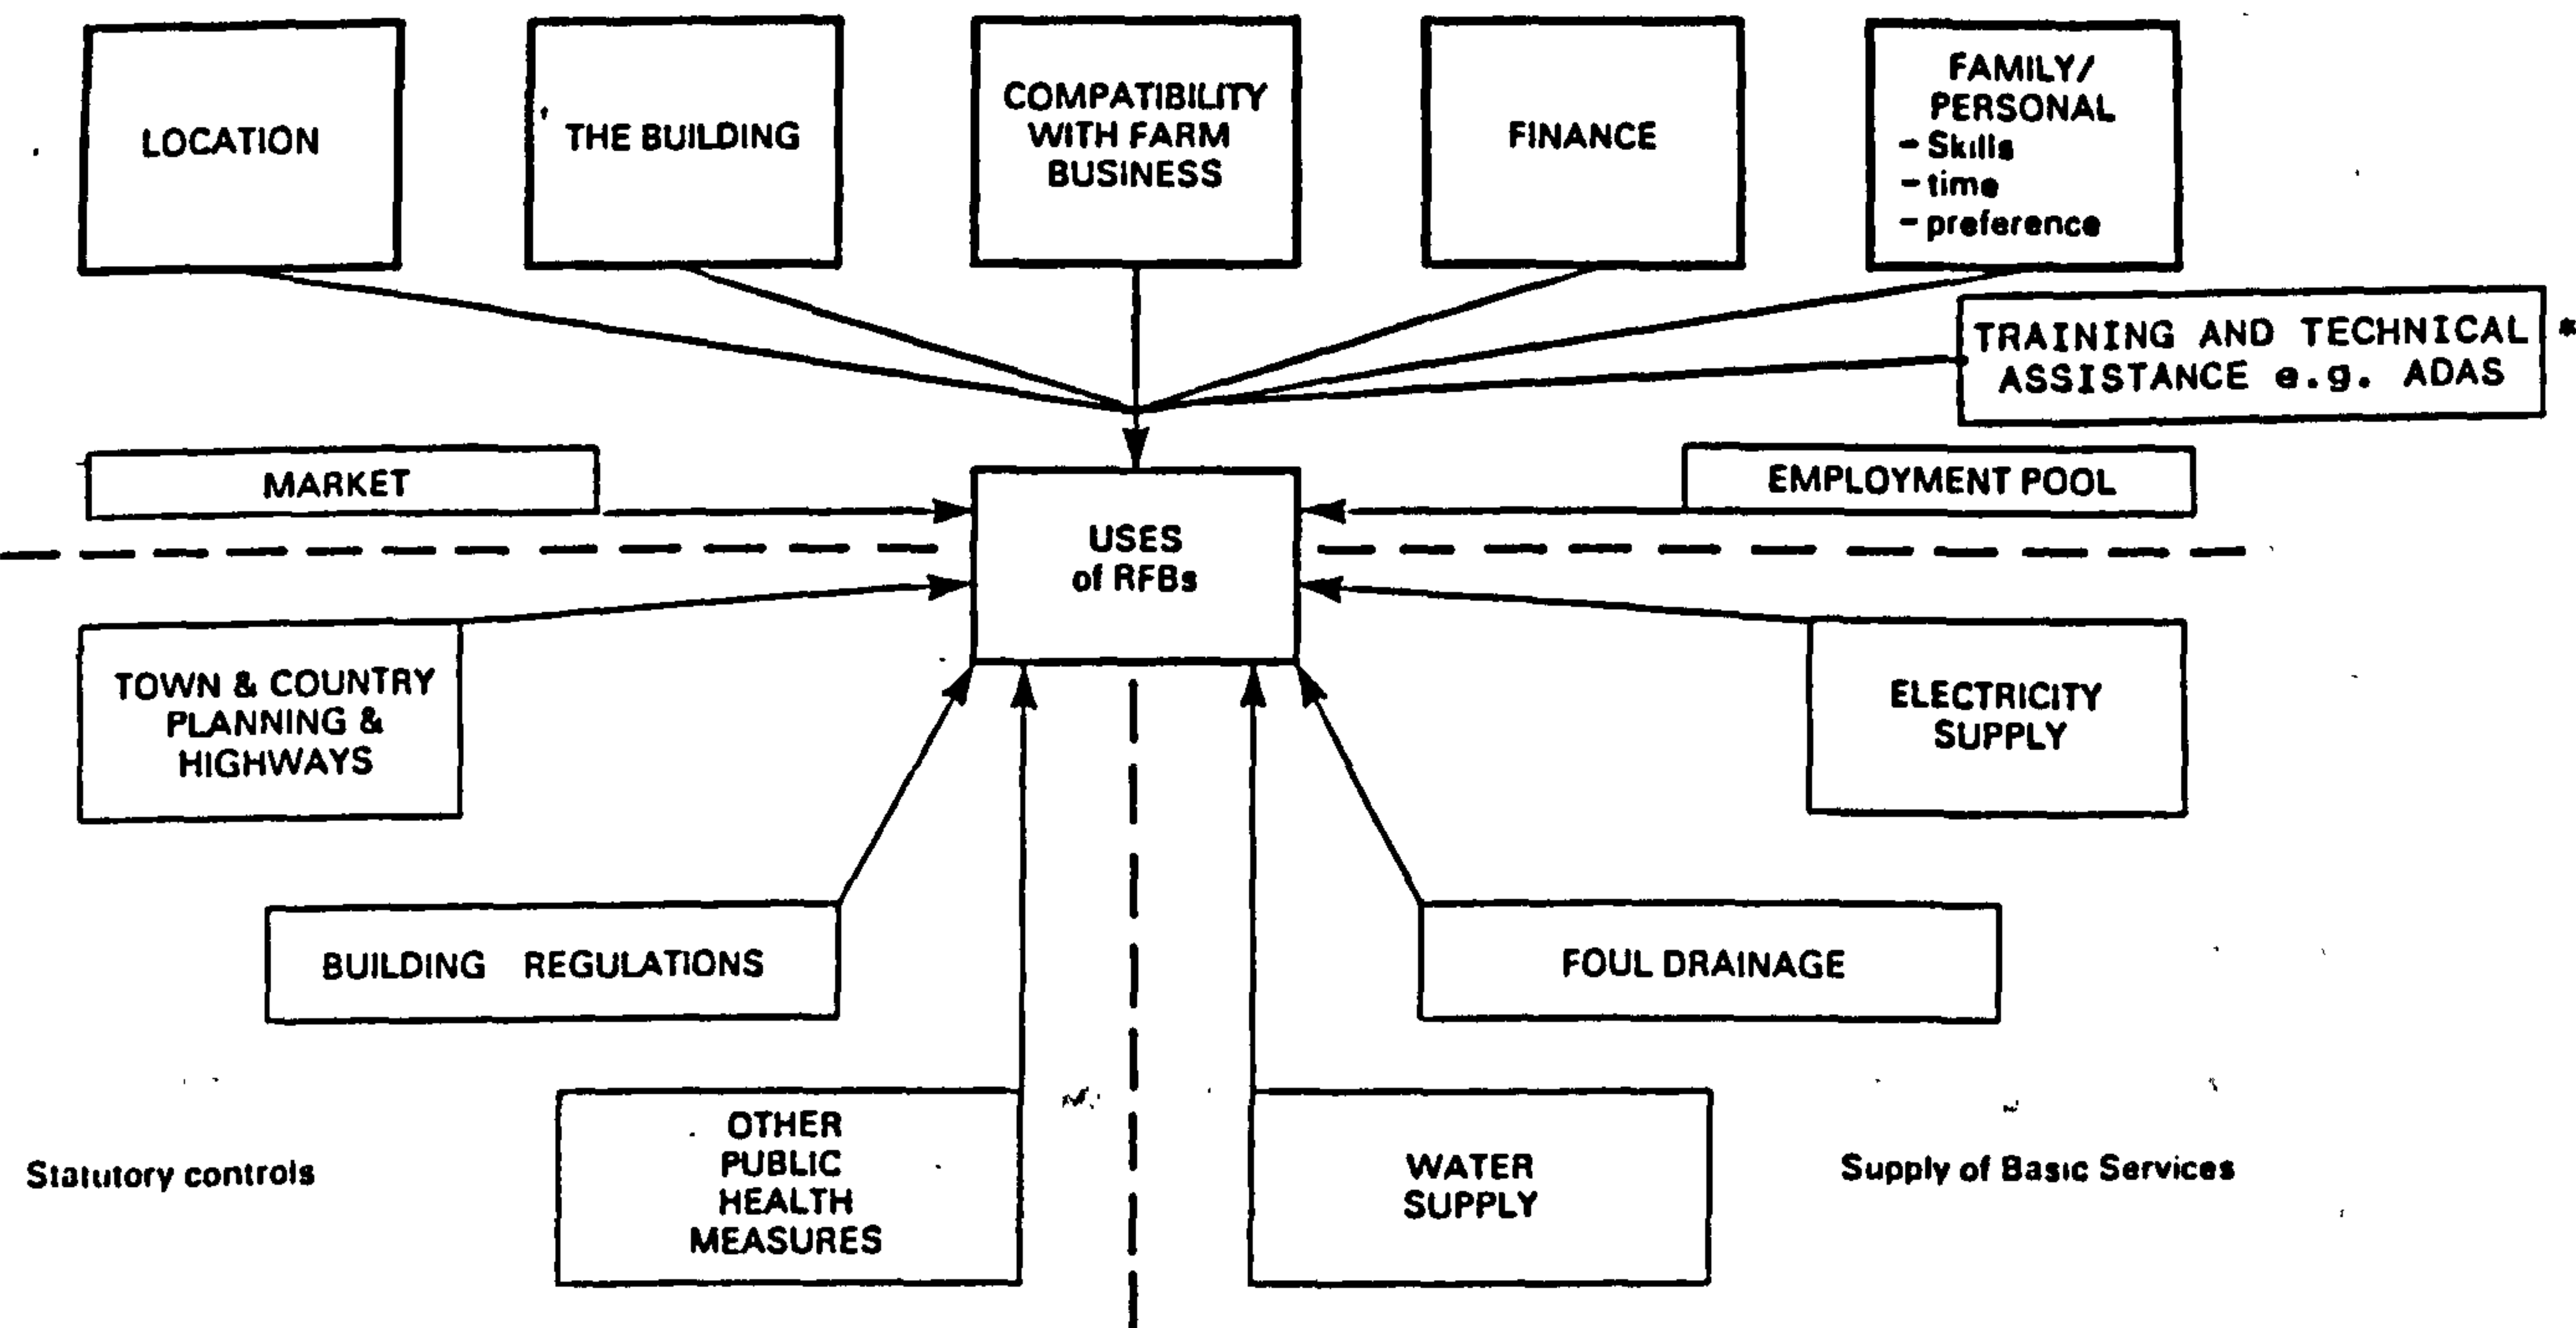 LOCATION
THE BUILDING
COMPATIBILITY
WITH FARM
BUSINESS
FINANCE
FAMILY/
PERSONAL
- Skills
- time
- preference
TRAINING AND TECHNICAL *
ASSISTANCE e.g. ADAS
MARKET
EMPLOYMENT POOL
USES
of RFBs
TOWN & COUNTRY
PLANNING &
HIGHWAYS
ELECTRICITY
SUPPLY
BUILDING REGULATIONS
FOUL DRAINAGE
OTHER
PUBLIC
HEALTH
MEASURES
WATER
SUPPLY
Statutory controls
Supply of Basic Services